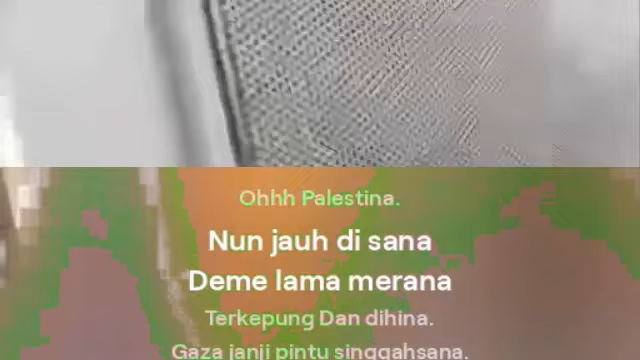 Ohhh Palestina.
Nun jauh di sana
Deme lama merana
Terkepung Dan dihina.
Gaza janji pintu singgahsana.